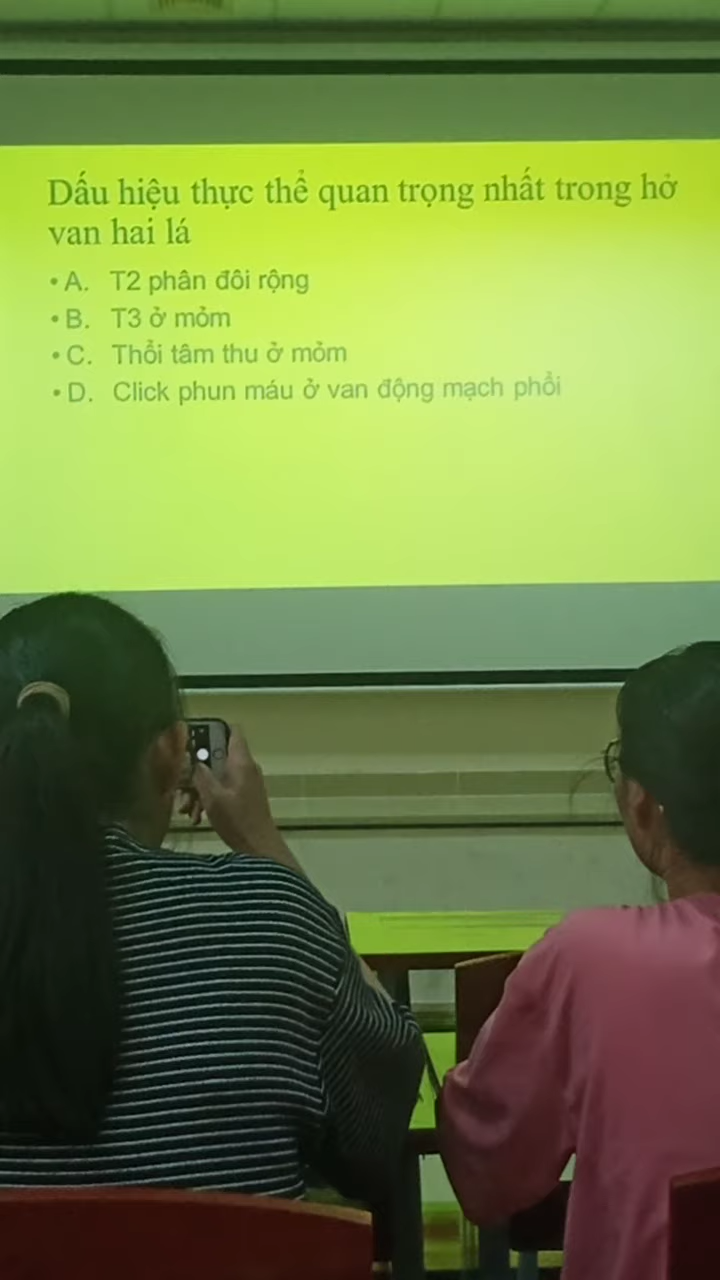 Dấu hiệu thực thể quan trọng nhất trong hở
van hai lá
• A. T2 phân đôi rộng
• B. T3 ở mỏm
• C. Thổi tâm thu ở mỏm
• D. Click phun máu ở van động mạch phổi